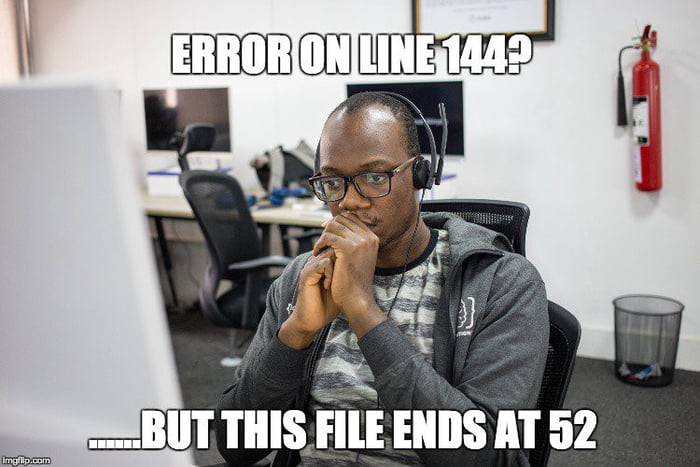 ERROR ON LINE 144?
......BUT THIS FILE ENDS AT 52
imgflip.com